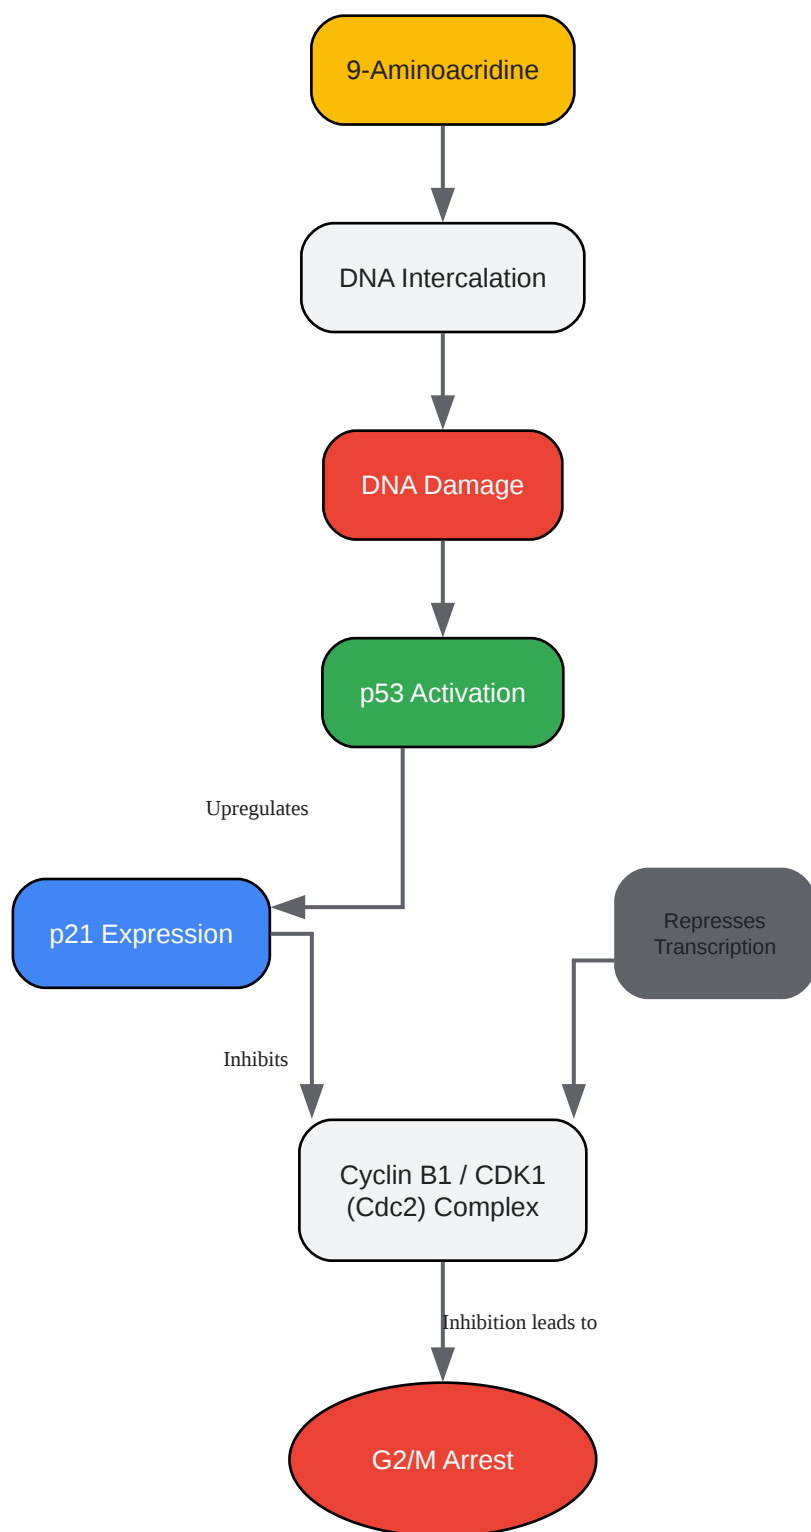 9-Aminoacridine
DNA Intercalation
DNA Damage
p53 Activation
Upregulates
p21 Expression
Represses
Transcription
Inhibits
Cyclin B1 / CDK1
(Cdc2) Complex
Inhibition leads to
G2/M Arrest